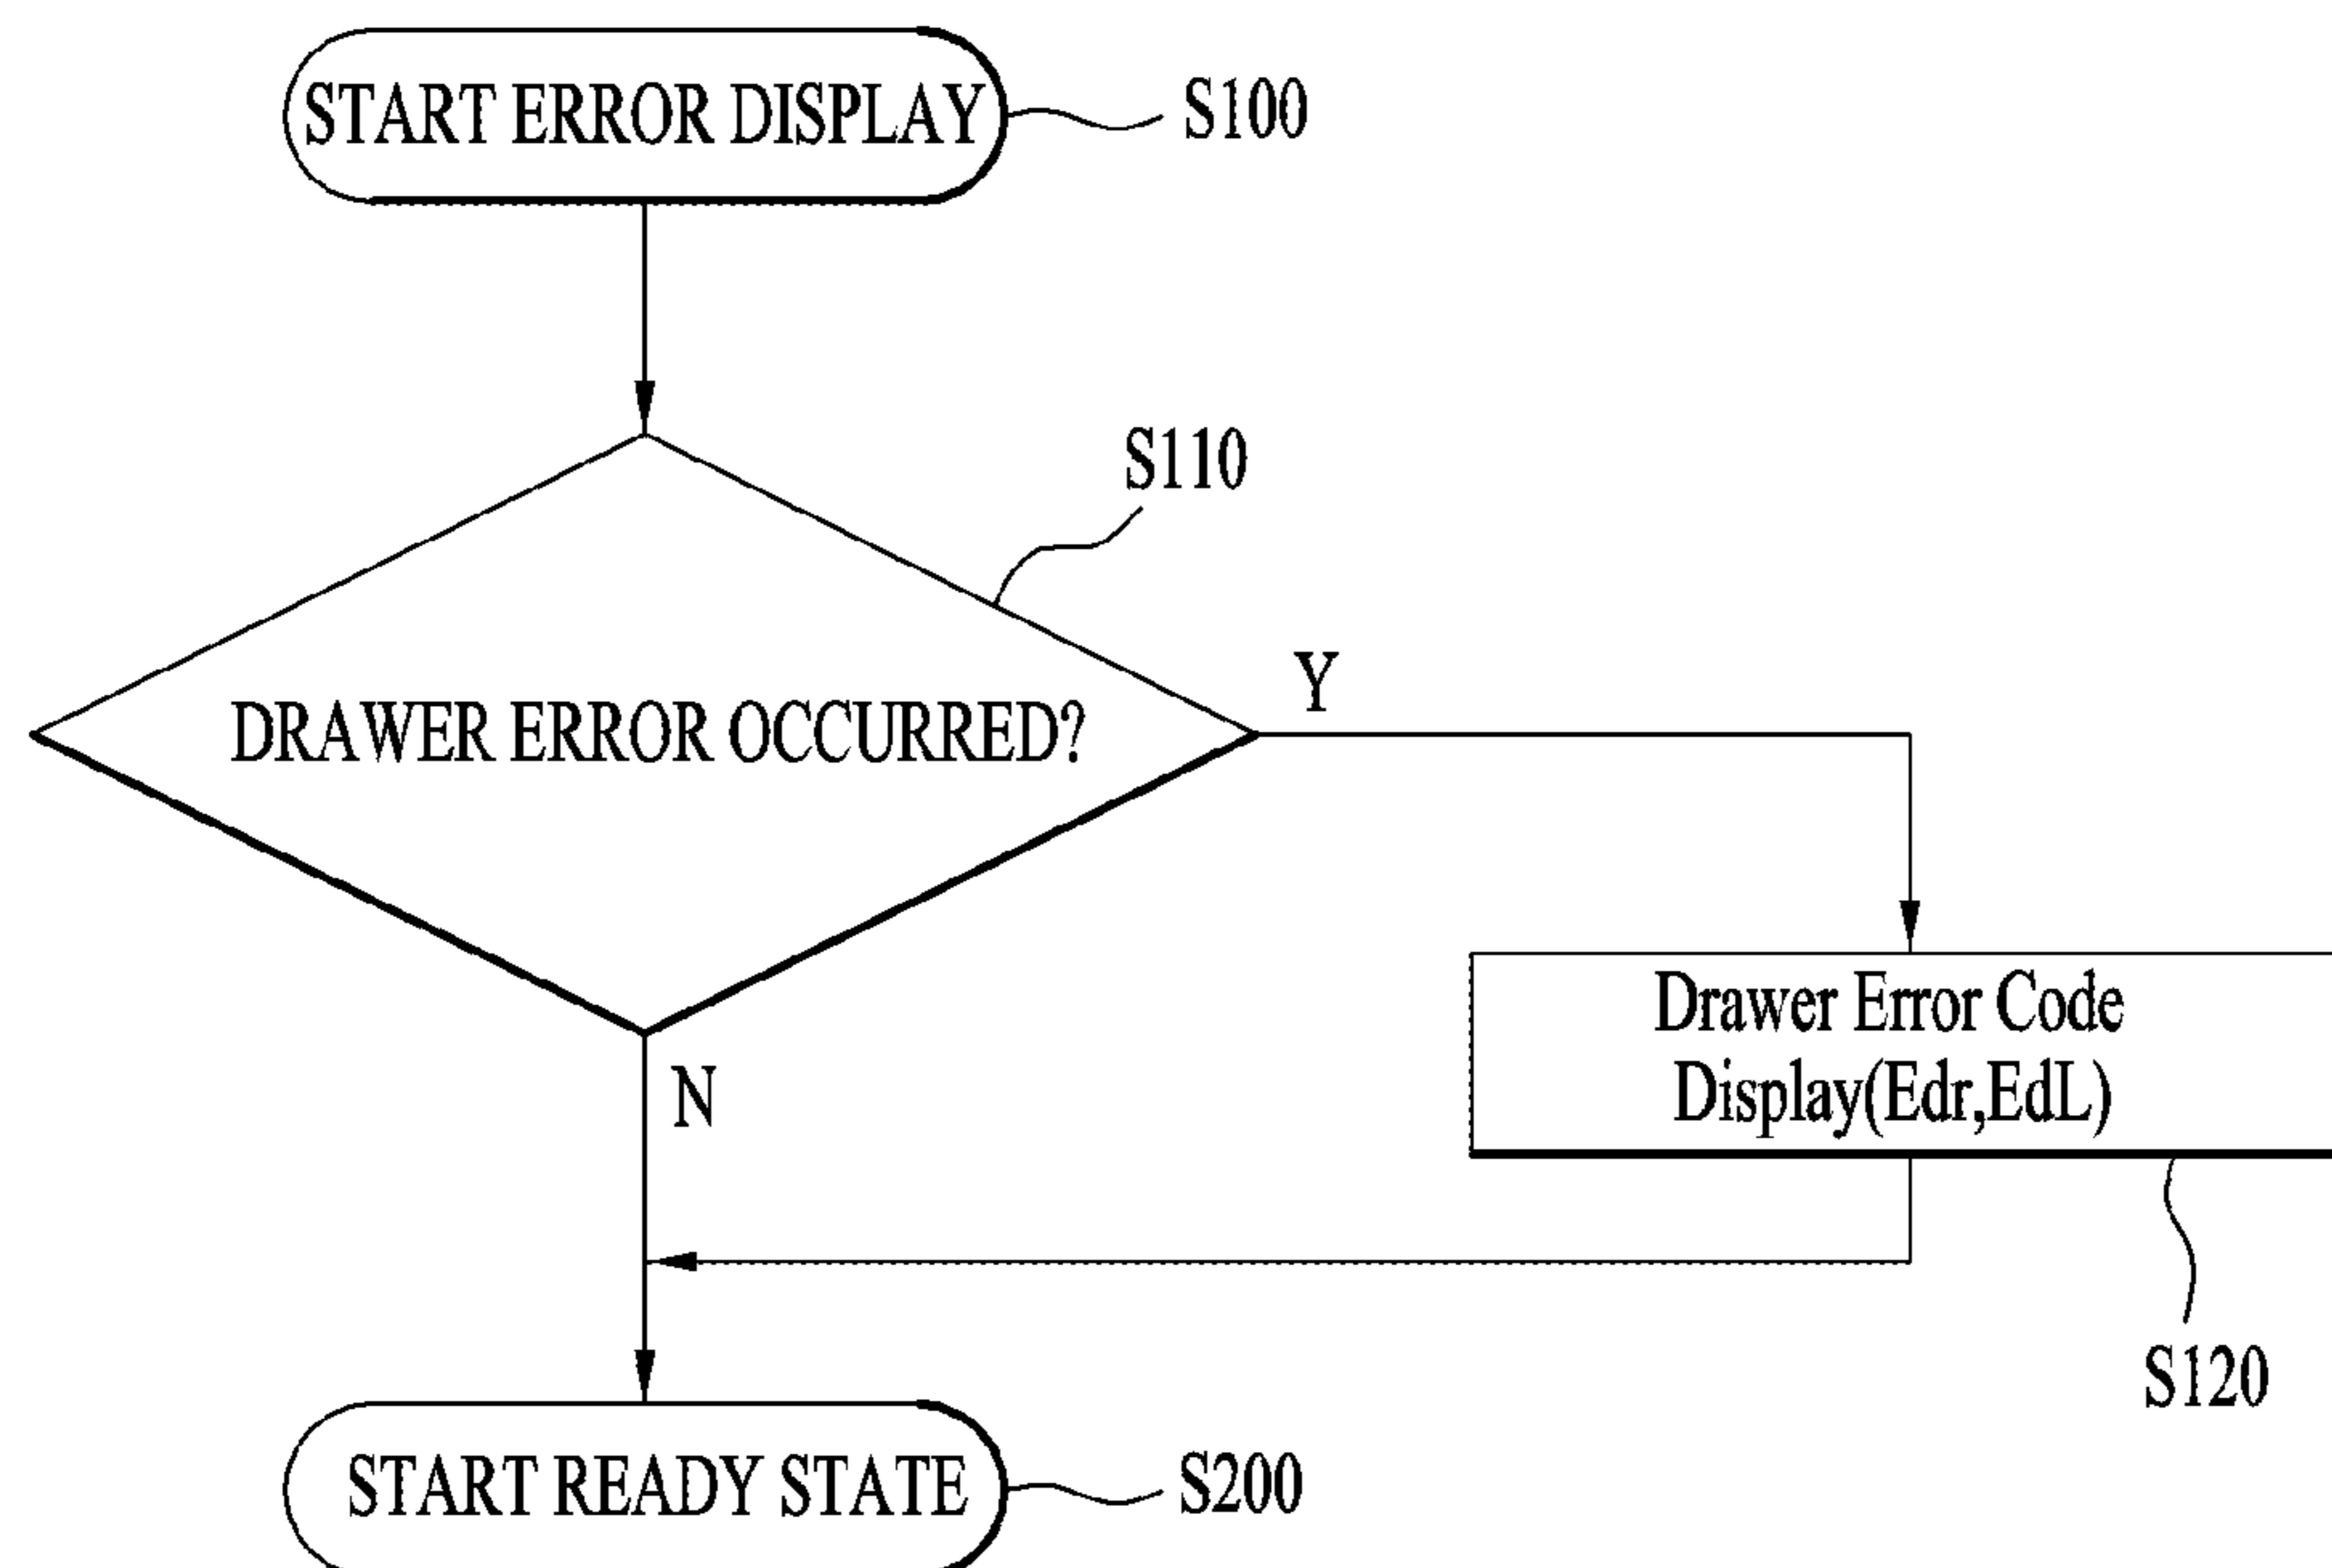 START ERROR DISPLAY
S100
S110
DRAWER ERROR OCCURRED?
Y
Drawer Error Code
Display(Edr,EdL)
N
S120
START READY STATE
S200